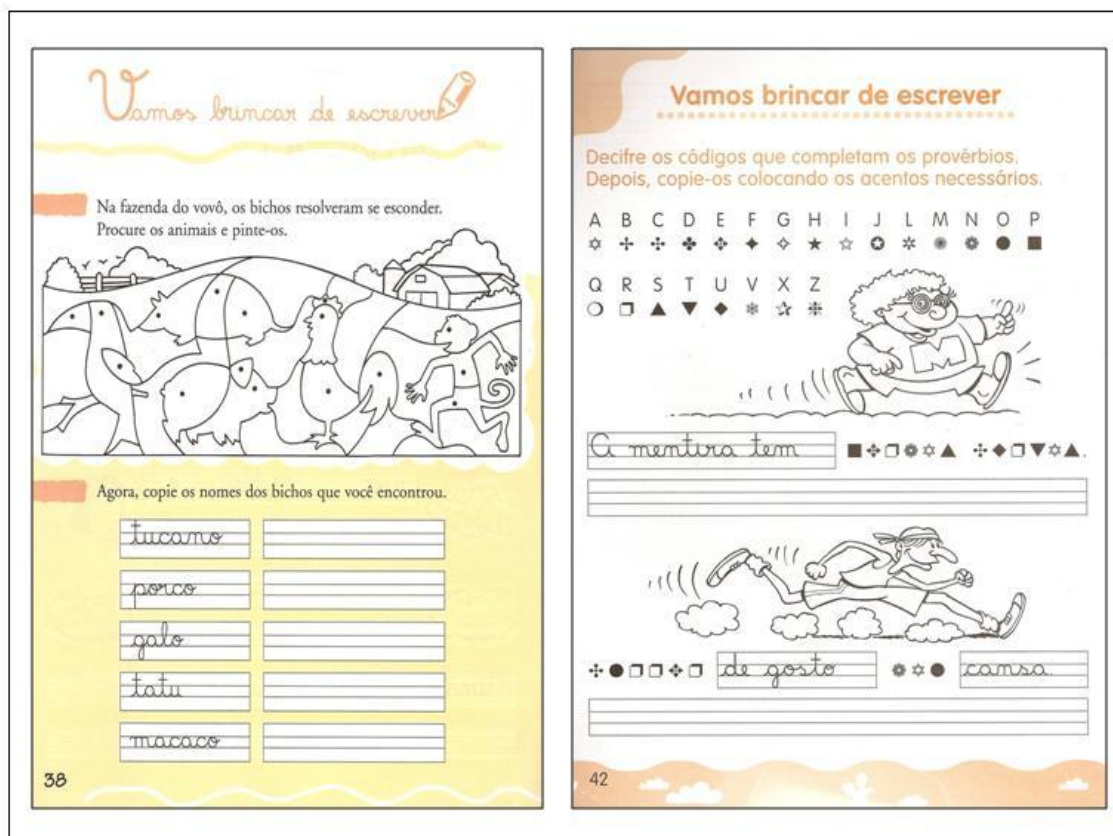 Vamos brincar de escrever
Na fazenda do vovô, os bichos resolveram se esconder.
Procure os animais e pinte-os.
Agora, copie os nomes dos bichos que você encontrou.
tucano
porco
galo
tatu
macaco
38
Vamos brincar de escrever
Decifre os códigos que completam os provérbios.
Depois, copie-os colocando os acentos necessários.
A B C D E F G H I J L M N O P
Q R S T U V X Z
M
A mentira tem
de gosto cansa.
42